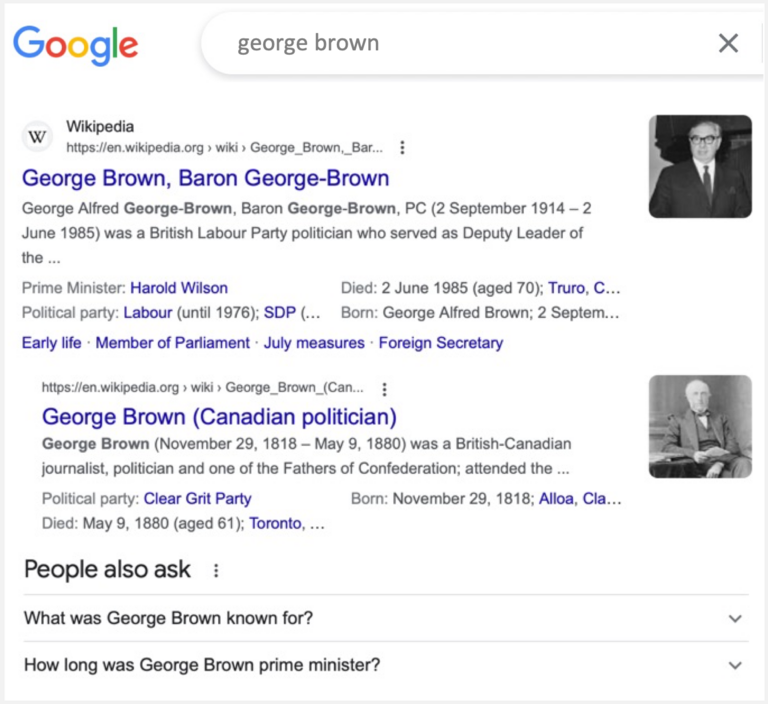 Google
george brown
Wikipedia
https://en.wikipedia.org › wiki › George_Brown,_Bar...
George Brown, Baron George-Brown
George Alfred George-Brown, Baron George-Brown, PC (2 September 1914 – 2
June 1985) was a British Labour Party politician who served as Deputy Leader of
the ...
Prime Minister: Harold Wilson
Died: 2 June 1985 (aged 70); Truro, C...
Political party: Labour (until 1976); SDP (...
Born: George Alfred Brown; 2 Septem...
Early life · Member of Parliament · July measures · Foreign Secretary
https://en.wikipedia.org › wiki › George_Brown_(Can...
George Brown (Canadian politician)
George Brown (November 29, 1818 – May 9, 1880) was a British-Canadian
journalist, politician and one of the Fathers of Confederation; attended the ...
Political party: Clear Grit Party
Born: November 29, 1818; Alloa, Cla...
Died: May 9, 1880 (aged 61); Toronto, ...
People also ask
What was George Brown known for?
How long was George Brown prime minister?